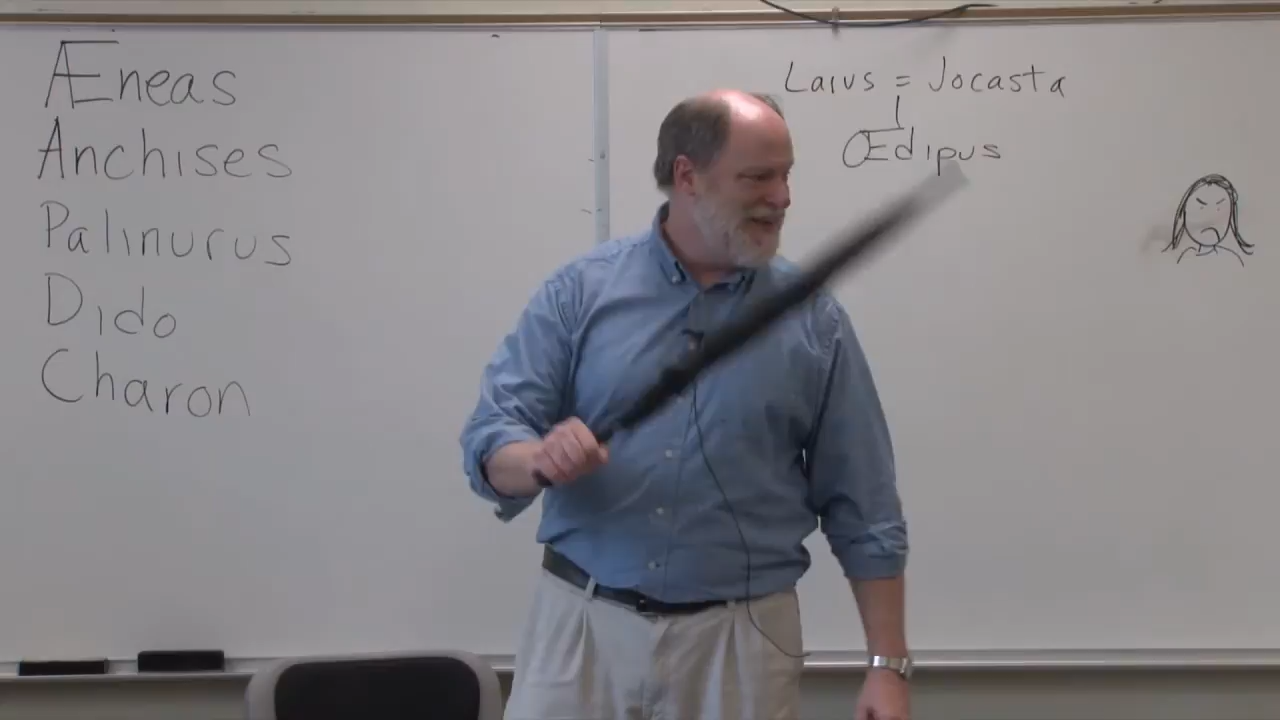 Æneas
Anchises
Palinurus
Dido
Charon
Laius = Jocasta
Œdipus